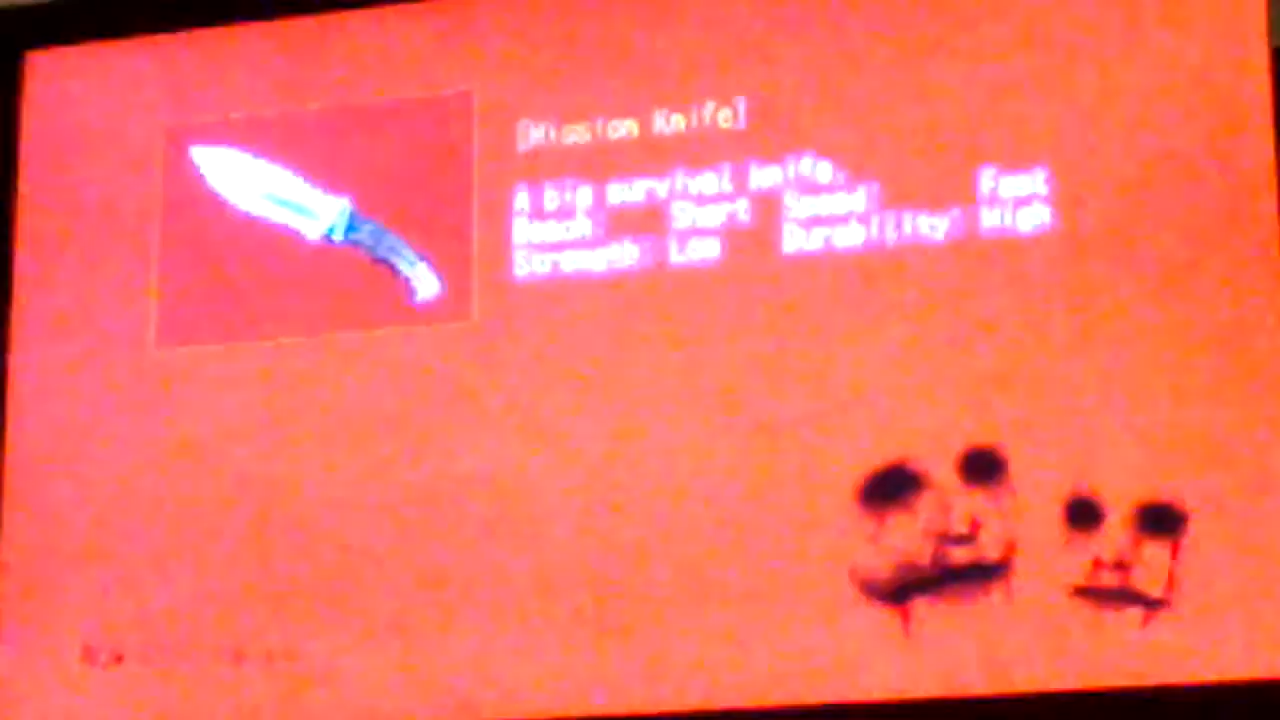 [Mission Knife]
A big survival knife.
Reach: Short Speed: Fast
Strength: Low Durability: High